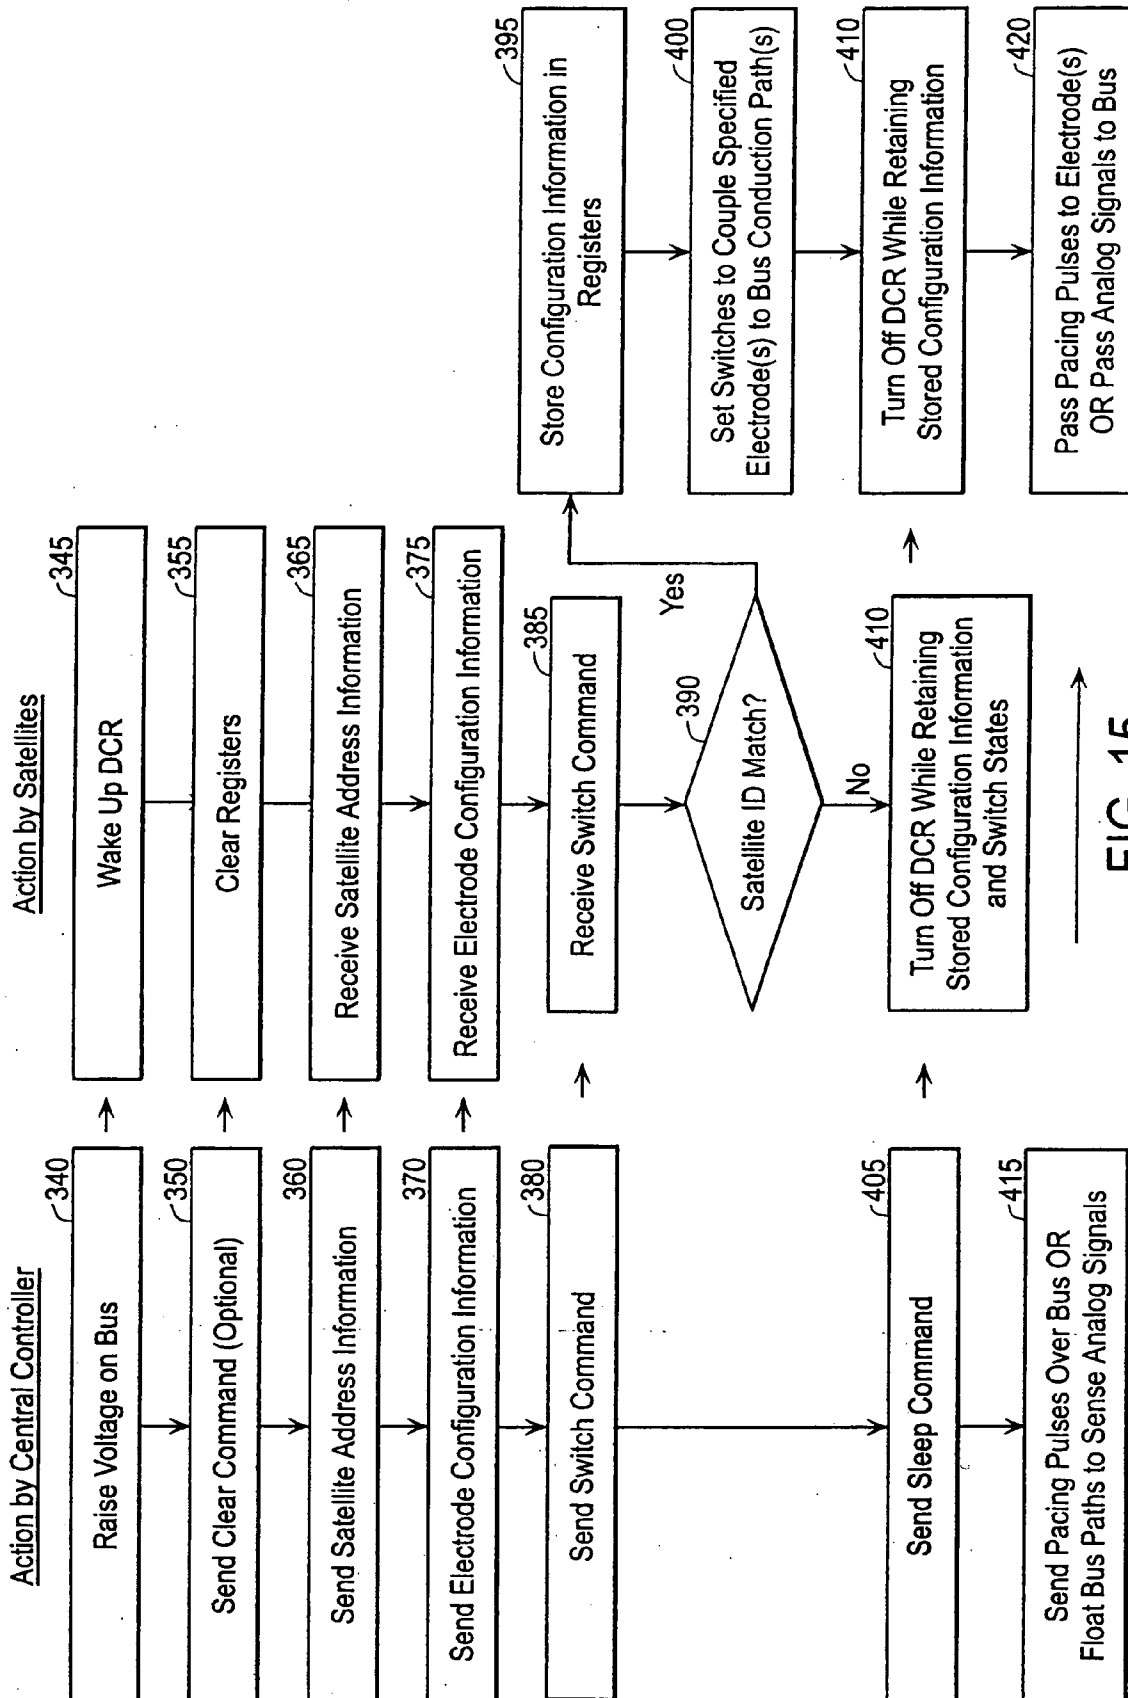 Action by Central Controller
340
Raise Voltage on Bus
350
Send Clear Command (Optional)
360
Send Satellite Address Information
370
Send Electrode Configuration Information
380
Send Switch Command
405
Send Sleep Command
415
Send Pacing Pulses Over Bus OR
Float Bus Paths to Sense Analog Signals
Action by Satellites
345
Wake Up DCR
355
Clear Registers
365
Receive Satellite Address Information
375
Receive Electrode Configuration Information
385
Receive Switch Command
390
Satellite ID Match?
Yes
No
410
Turn Off DCR While Retaining
Stored Configuration Information
and Switch States
395
Store Configuration Information in
Registers
400
Set Switches to Couple Specified
Electrode(s) to Bus Conduction Path(s)
410
Turn Off DCR While Retaining
Stored Configuration Information
420
Pass Pacing Pulses to Electrode(s)
OR Pass Analog Signals to Bus
FIG. 15